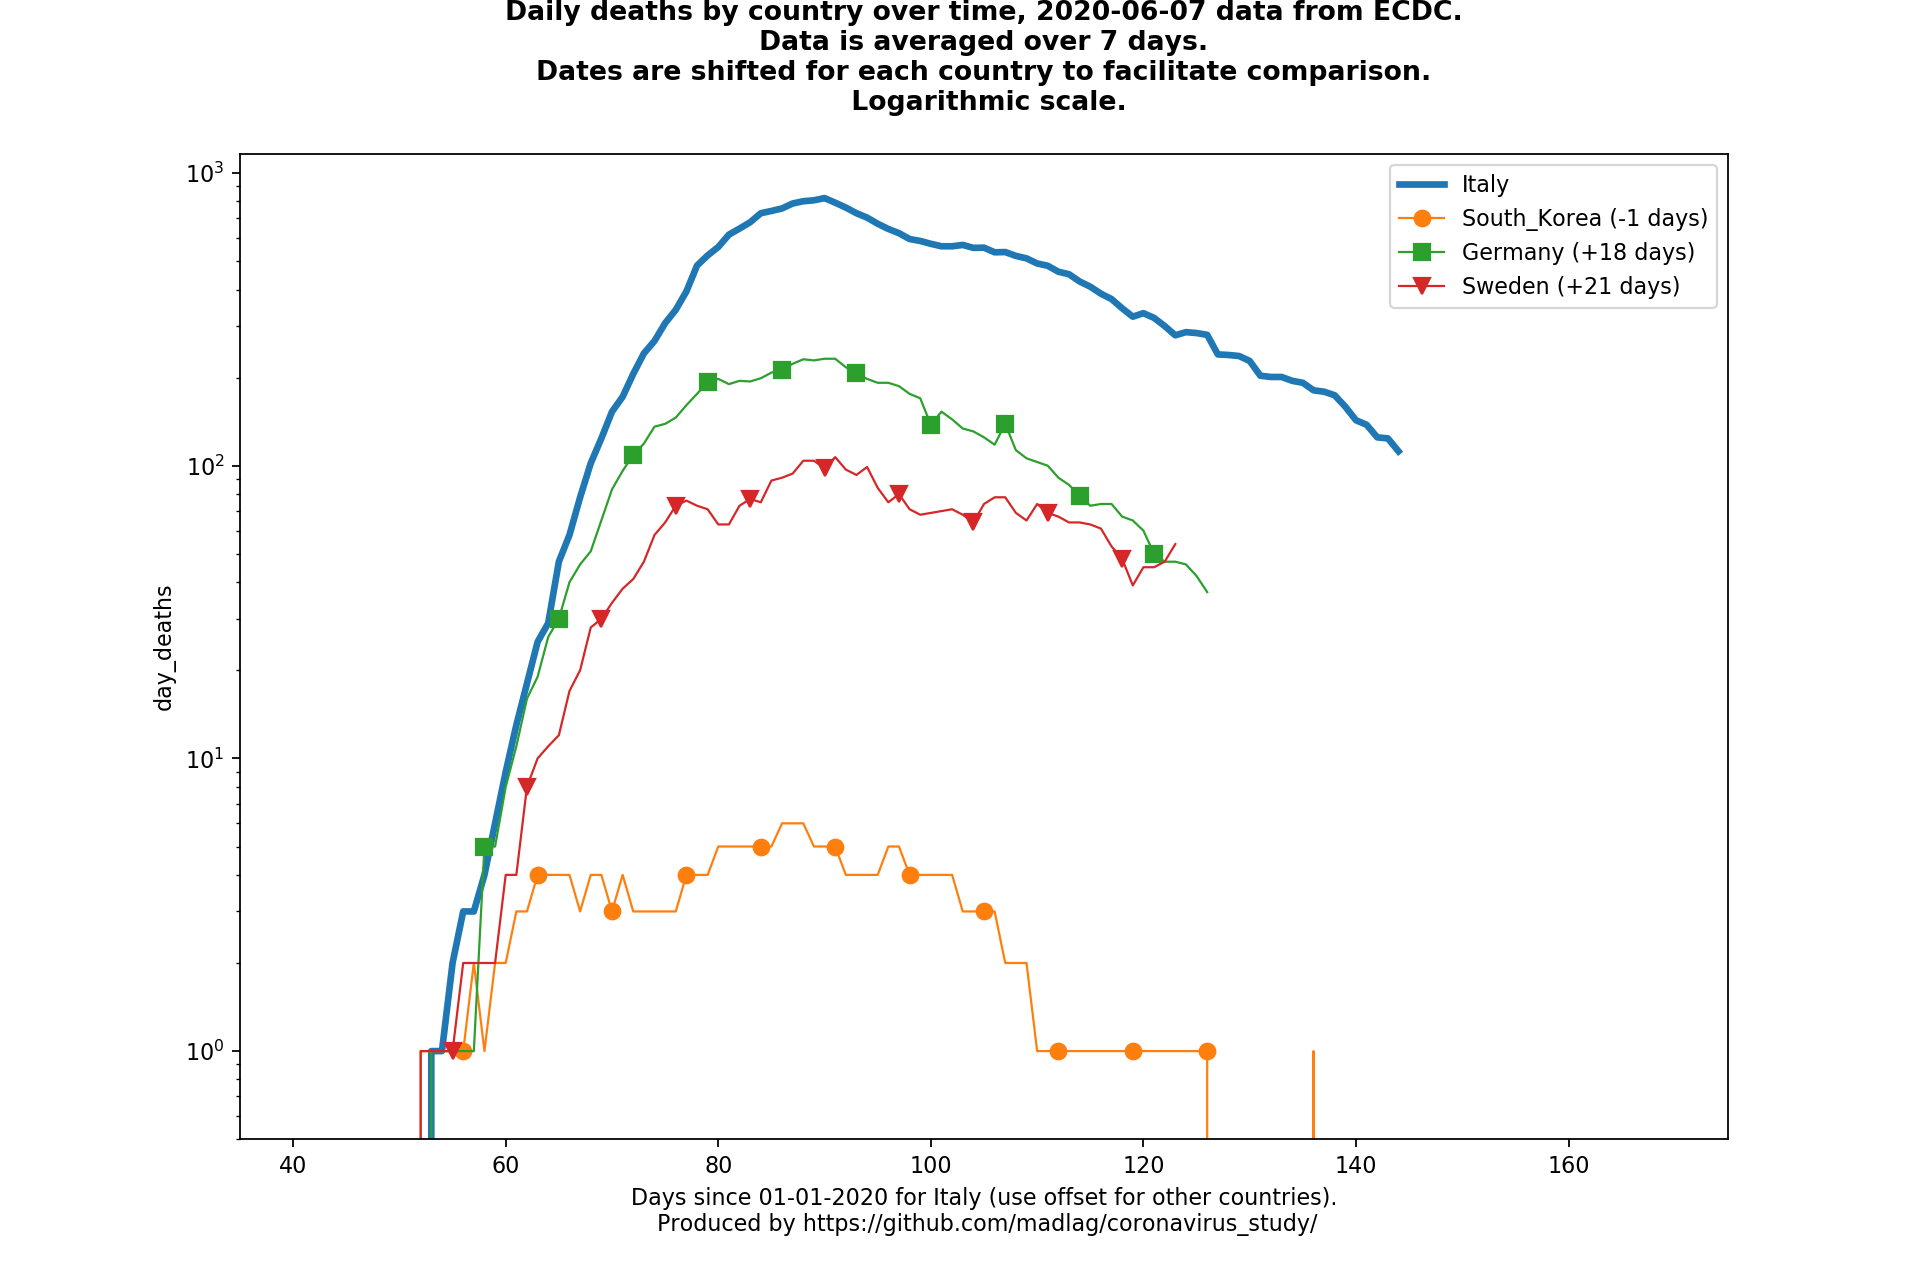 Daily deaths by country over time, 2020-06-07 data from ECDC.
Data is averaged over 7 days.
Dates are shifted for each country to facilitate comparison.
Logarithmic scale.
10³
10²
10¹
10⁰
day_deaths
Italy
South_Korea (-1 days)
Germany (+18 days)
Sweden (+21 days)
40 60 80 100 120 140 160
Days since 01-01-2020 for Italy (use offset for other countries).
Produced by https://github.com/madlag/coronavirus_study/